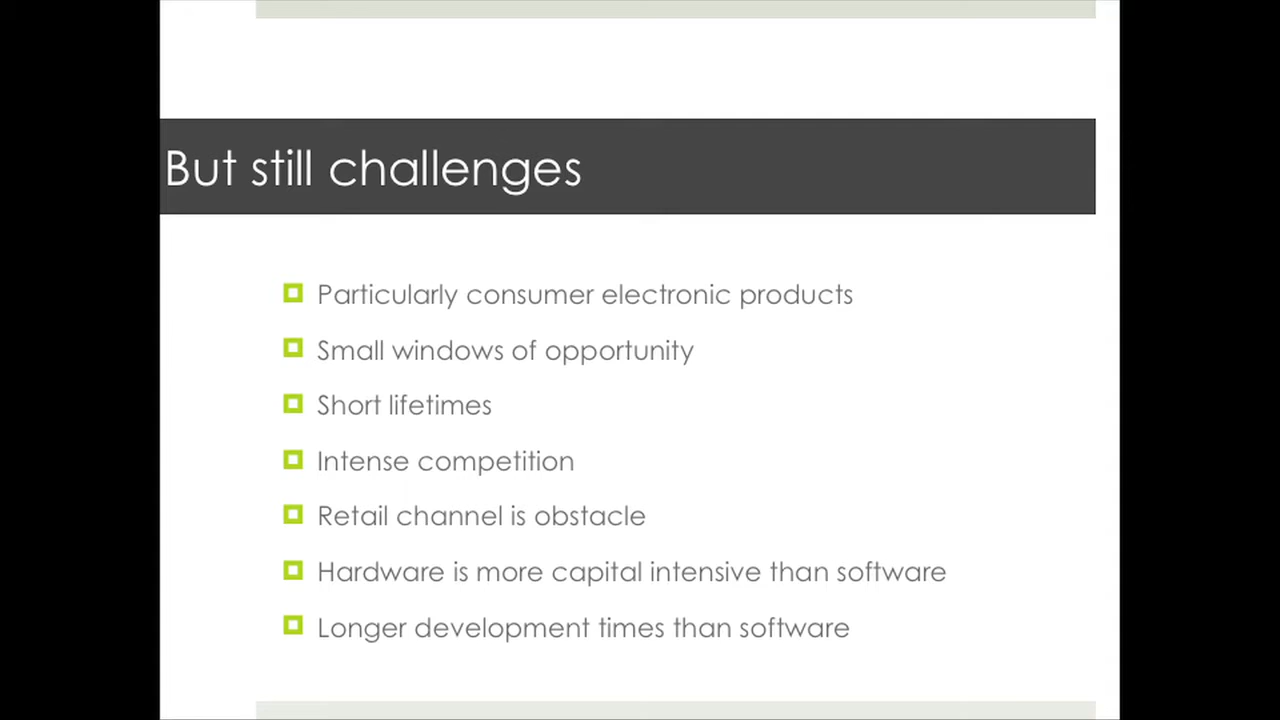 But still challenges
Particularly consumer electronic products
Small windows of opportunity
Short lifetimes
Intense competition
Retail channel is obstacle
Hardware is more capital intensive than software
Longer development times than software